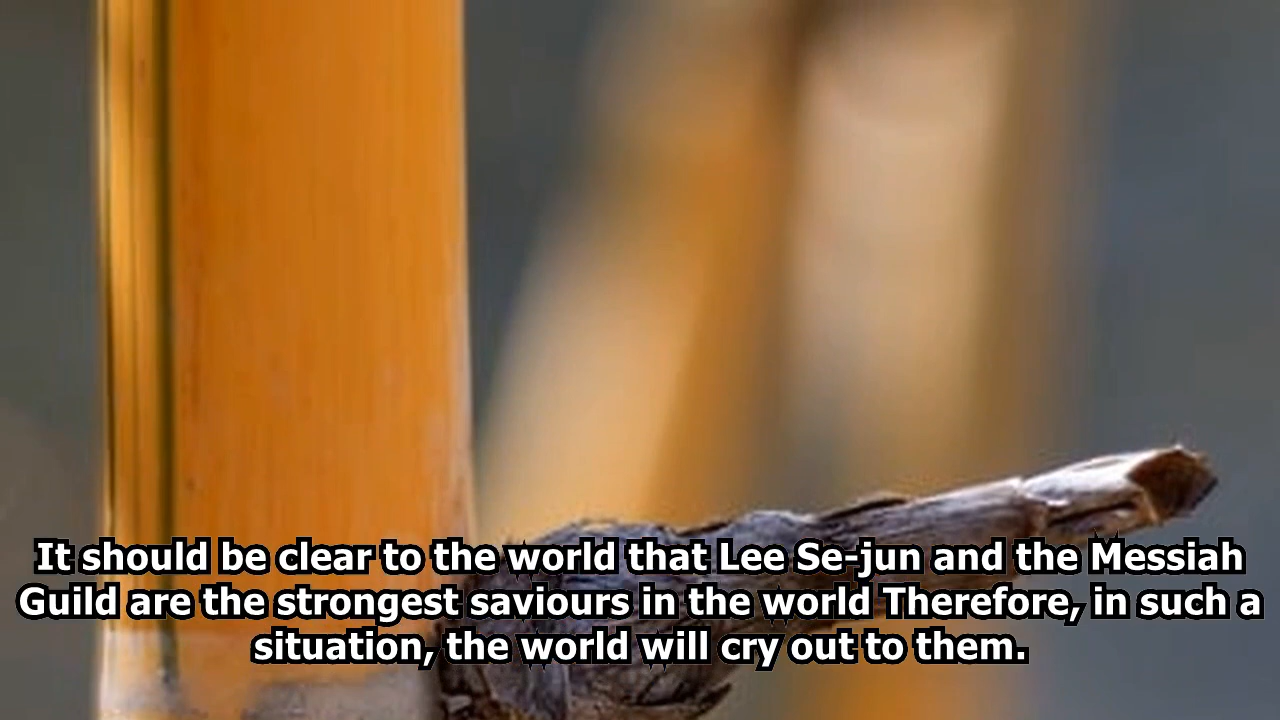 It should be clear to the world that Lee Se-jun and the Messiah
Guild are the strongest saviours in the world Therefore, in such a
situation, the world will cry out to them.